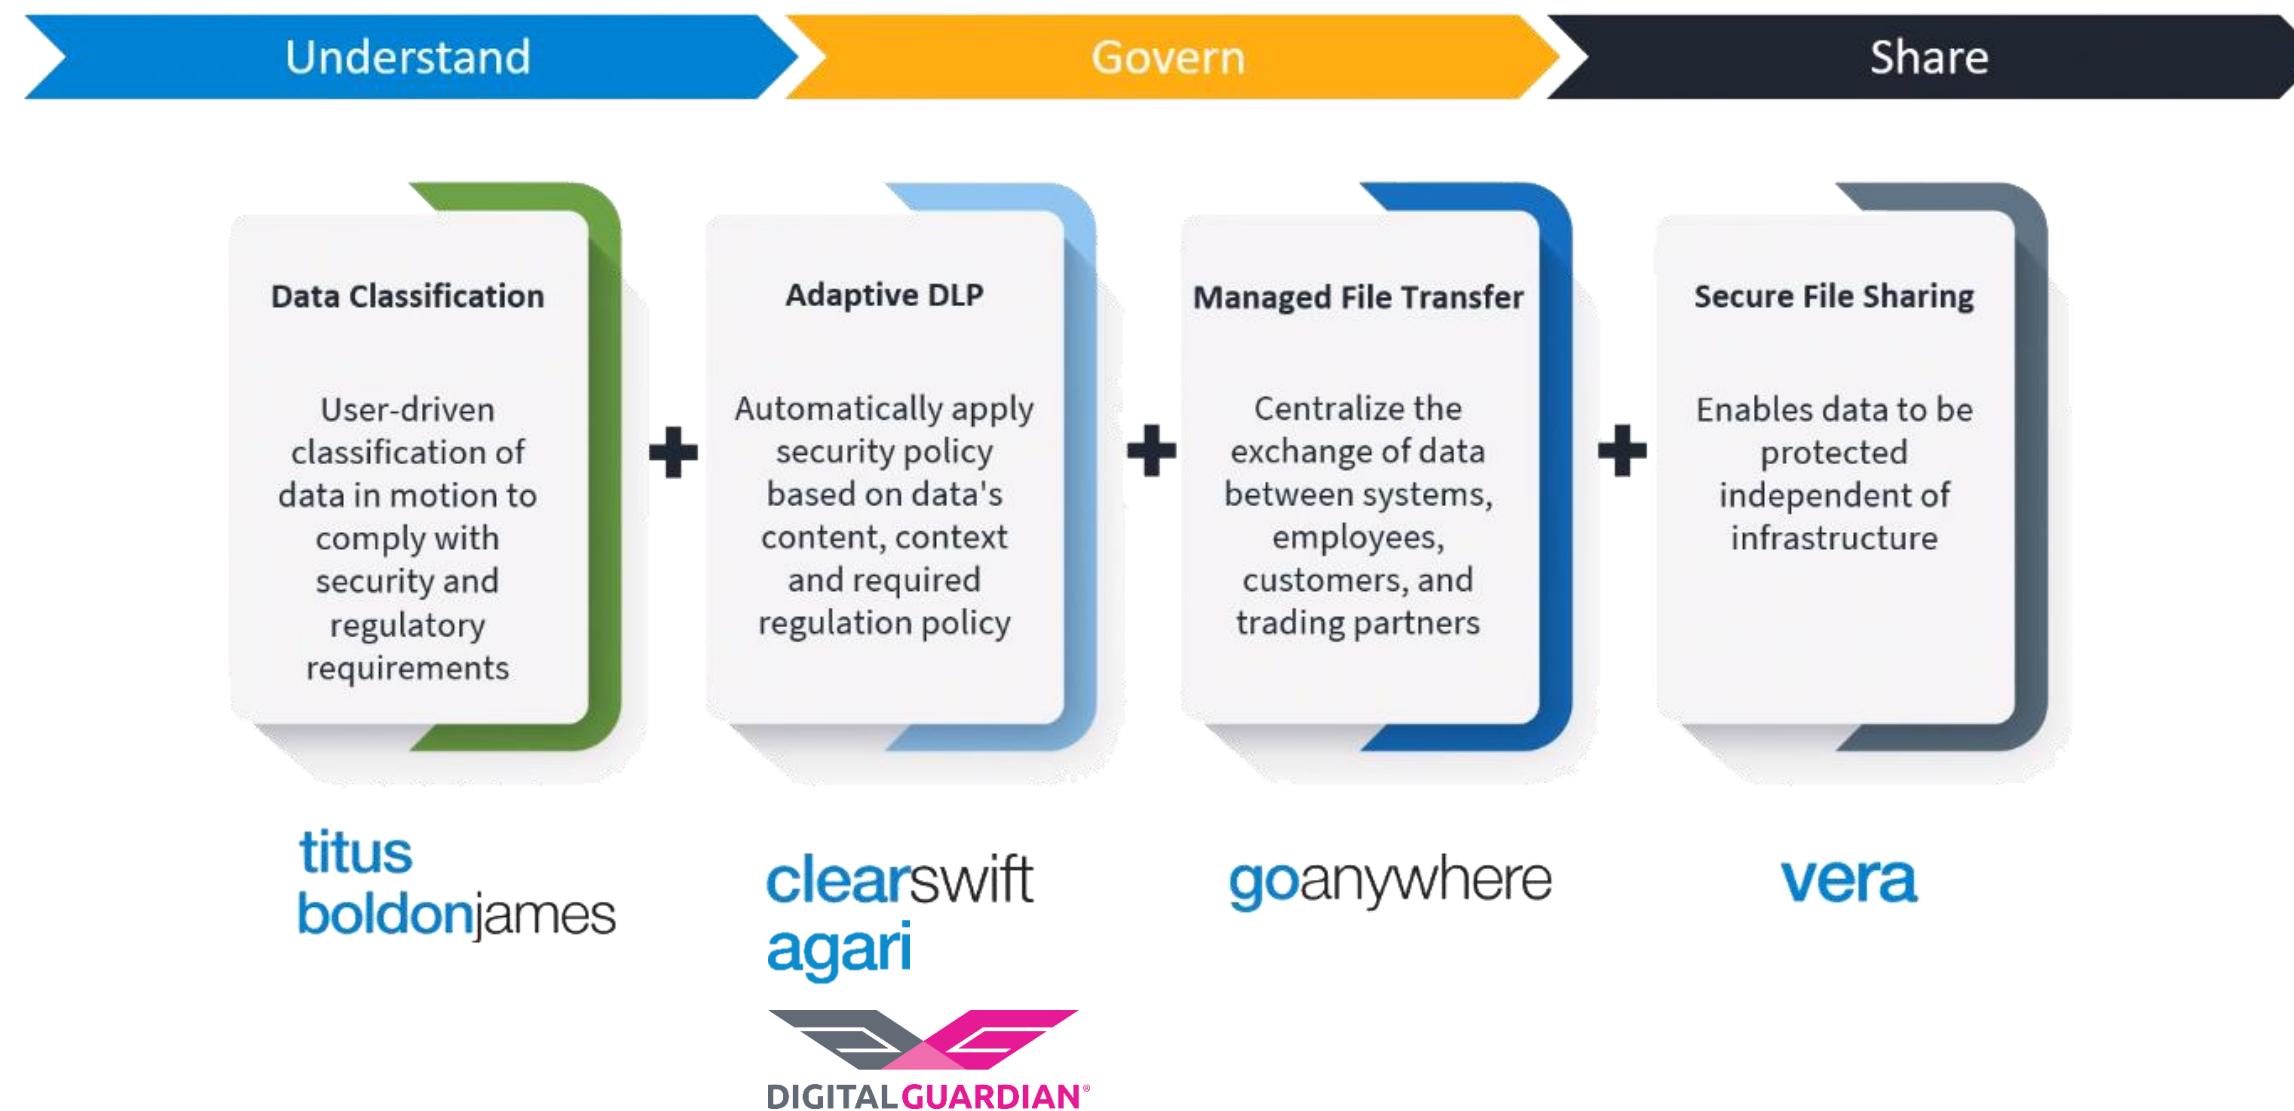 Understand
Govern
Share
Data Classification
User-driven
classification of
data in motion to
comply with
security and
regulatory
requirements
Adaptive DLP
Automatically apply
security policy
based on data's
content, context
and required
regulation policy
Managed File Transfer
Centralize the
exchange of data
between systems,
employees,
customers, and
trading partners
Secure File Sharing
Enables data to be
protected
independent of
infrastructure
titus
boldonjames
clearswift
agari
DIGITALGUARDIAN®
goanywhere
vera